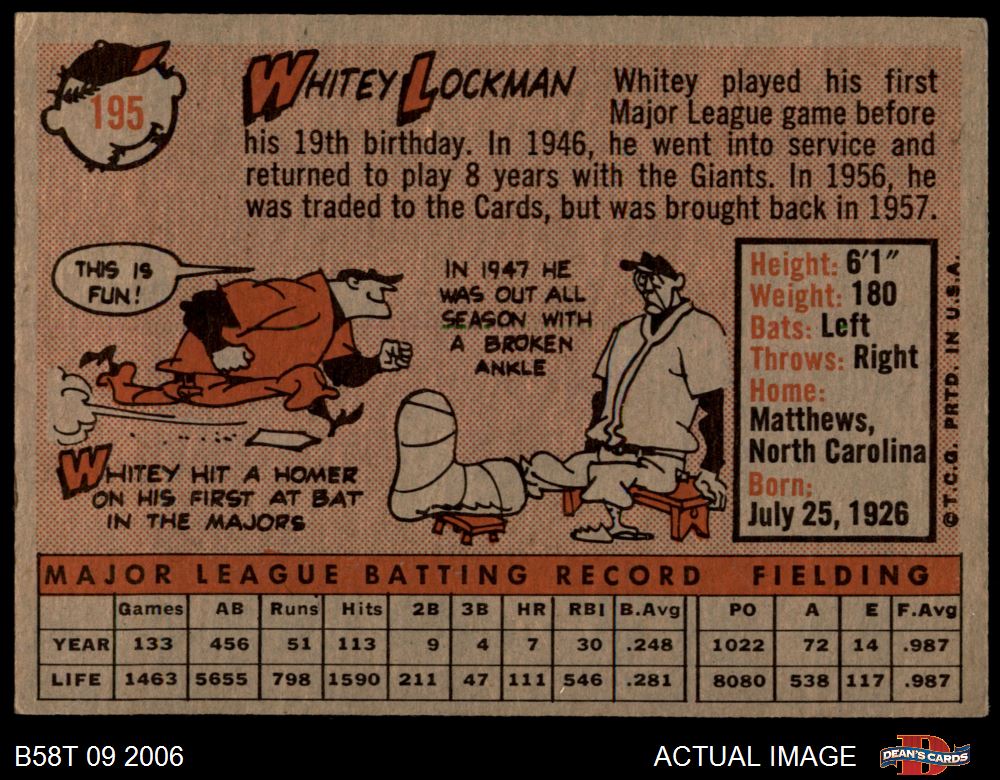 195
WHITEY LOCKMAN
Whitey played his first
Major League game before
his 19th birthday. In 1946, he went into service and
returned to play 8 years with the Giants. In 1956, he
was traded to the Cards, but was brought back in 1957.
THIS IS
FUN!
WHITEY HIT A HOMER
ON HIS FIRST AT BAT
IN THE MAJORS
IN 1947 HE
WAS OUT ALL
SEASON WITH
A BROKEN
ANKLE
Height: 6'1"
Weight: 180
Bats: Left
Throws: Right
Home:
Matthews,
North Carolina
Born:
July 25, 1926
© T.C.G. PRTD. IN U.S.A.
MAJOR LEAGUE BATTING RECORD FIELDING
Games AB Runs Hits 2B 3B HR RBI B.Avg PO A E F.Avg
YEAR 133 456 51 113 9 4 7 30 .248 1022 72 14 .987
LIFE 1463 5655 798 1590 211 47 111 546 .281 8080 538 117 .987
B58T 09 2006
ACTUAL IMAGE
D
DEAN'S CARDS